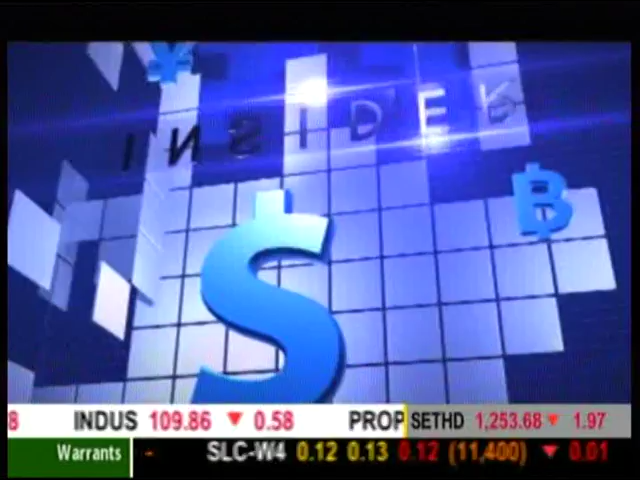 ¥
INSIDER
฿
$
8 INDUS 109.86 ▼ 0.58 PROP SETHD 1,253.68 ▼ 1.97
Warrants - SLC-W4 0.12 0.13 0.12 (11,400) ▼ 0.01